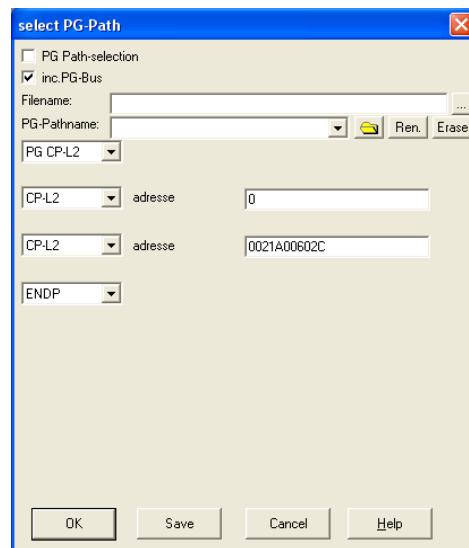 select PG-Path
PG Path-selection
inc.PG-Bus
Filename: ...
PG-Pathname: Ren. Erase
PG CP-L2
CP-L2 adresse 0
CP-L2 adresse 0021A00602C
ENDP
OK Save Cancel Help